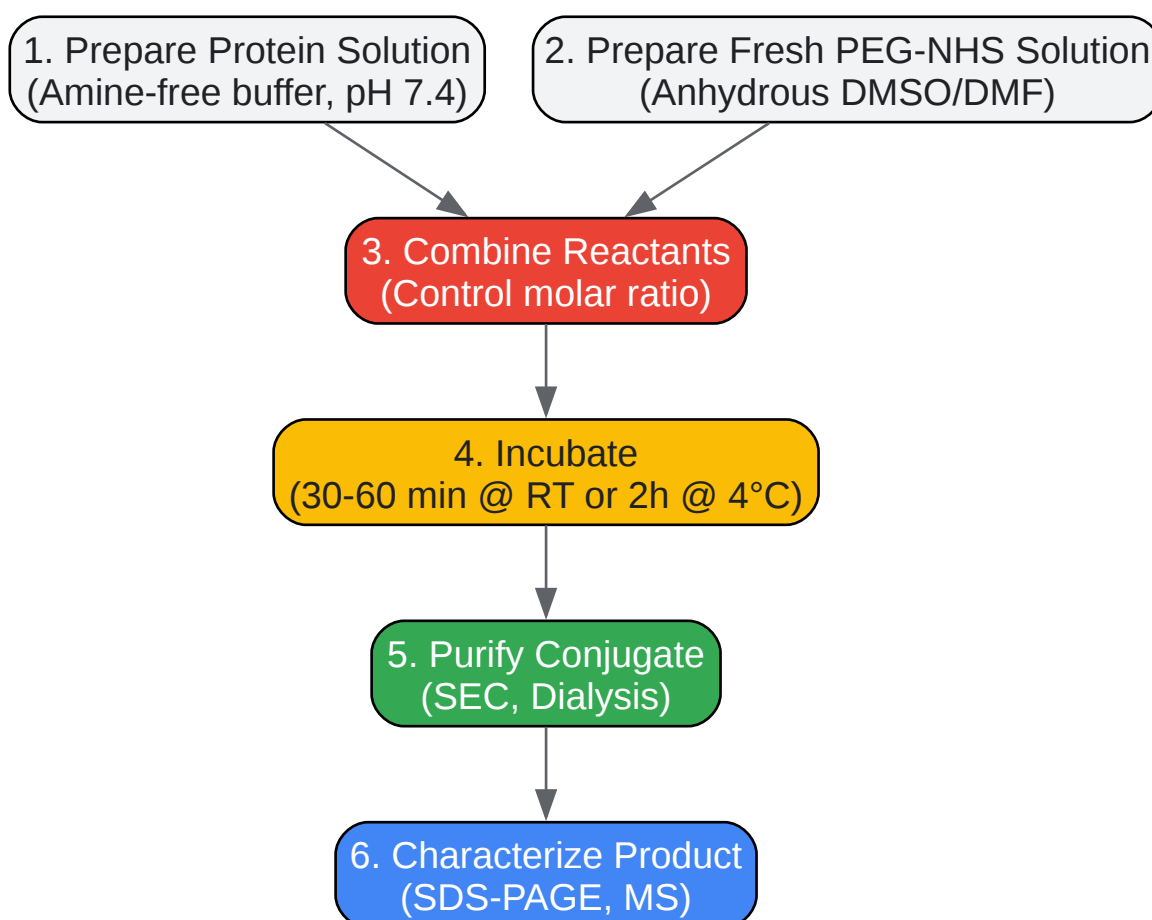 1. Prepare Protein Solution
(Amine-free buffer, pH 7.4)
2. Prepare Fresh PEG-NHS Solution
(Anhydrous DMSO/DMF)
3. Combine Reactants
(Control molar ratio)
4. Incubate
(30-60 min @ RT or 2h @ 4°C)
5. Purify Conjugate
(SEC, Dialysis)
6. Characterize Product
(SDS-PAGE, MS)